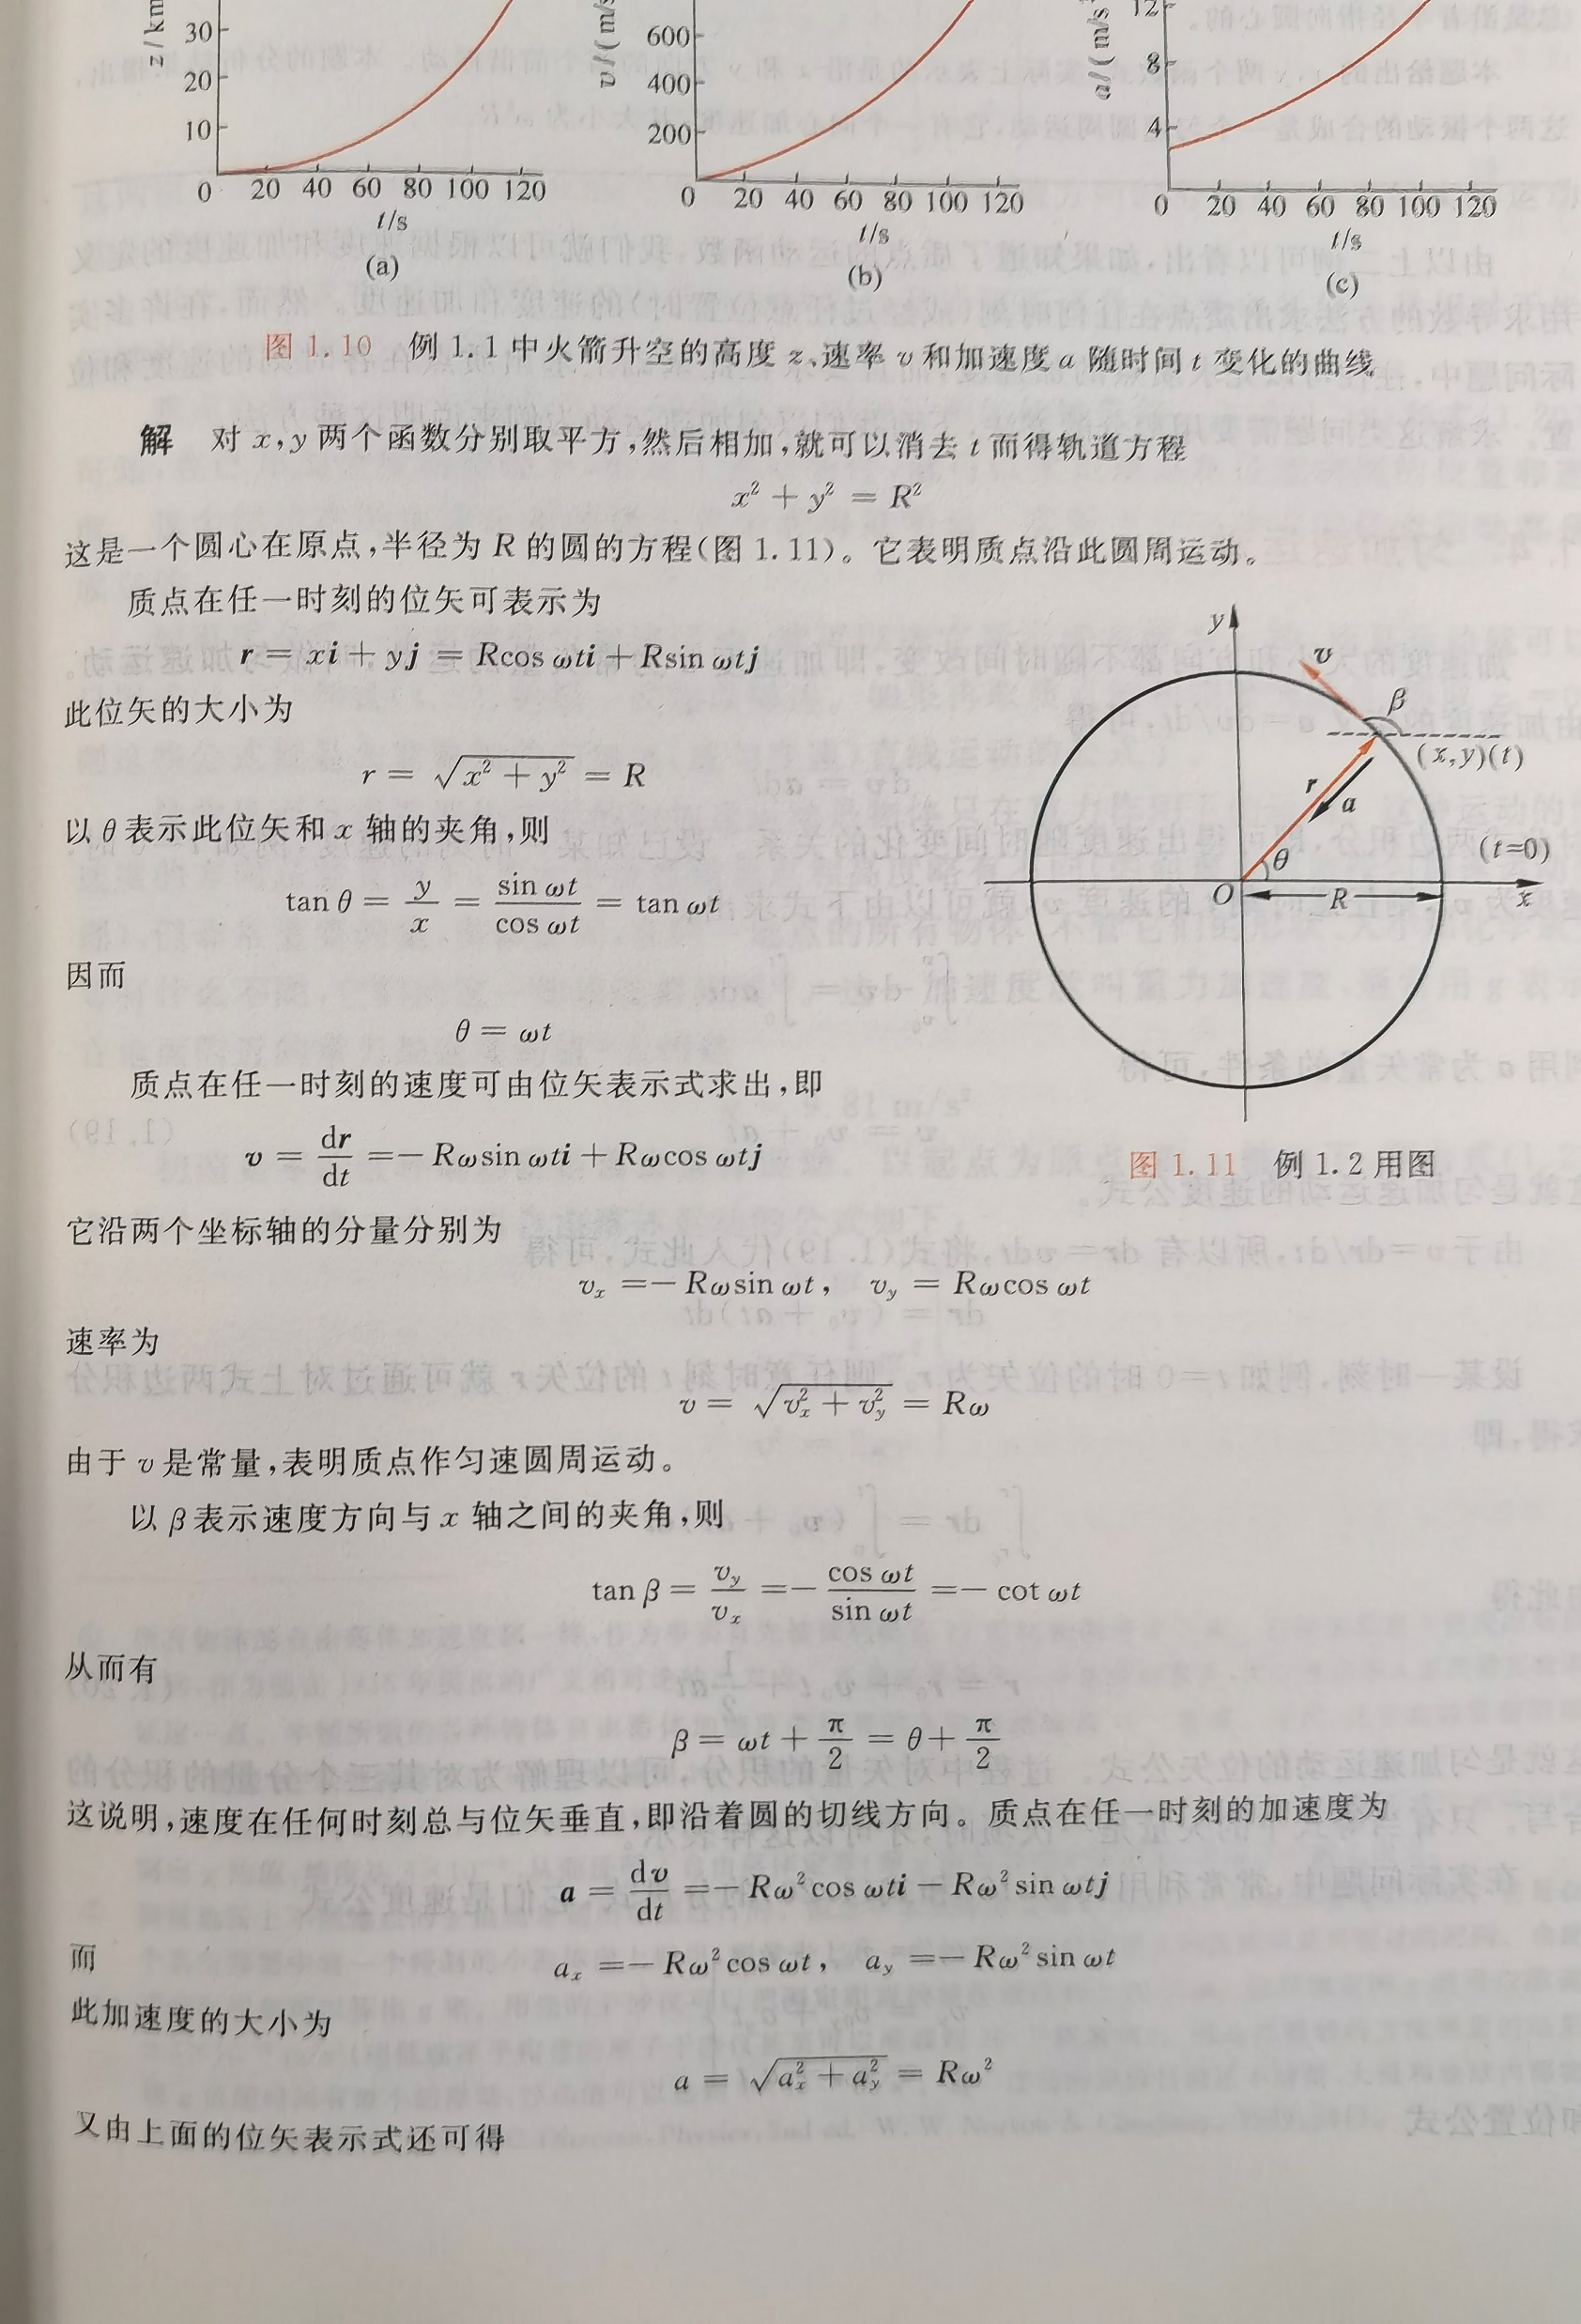 z/km
30
20
10
0 20 40 60 80 100 120
t/s
(a)
600
400
200
0 20 40 60 80 100 120
t/s
(b)
12
8
4
0 20 40 60 80 100 120
t/s
(c)
图 1.10 例 1.1 中火箭升空的高度 z、速率 v 和加速度 a 随时间 t 变化的曲线
解 对 x,y 两个函数分别取平方,然后相加,就可以消去 t 而得轨道方程
x² + y² = R²
这是一个圆心在原点,半径为 R 的圆的方程(图 1.11)。它表明质点沿此圆周运动。
质点在任一时刻的位矢可表示为
r = xi + yj = Rcos ωti + Rsin ωtj
此位矢的大小为
r = √(x² + y²) = R
以 θ 表示此位矢和 x 轴的夹角,则
tan θ = y/x = sin ωt/cos ωt = tan ωt
因而
θ = ωt
质点在任一时刻的速度可由位矢表示式求出,即
v = dr/dt =− Rωsin ωti + Rωcos ωtj
y
v
β
(x,y)(t)
r
a
θ
(t=0)
O
R
x
图 1.11 例 1.2 用图
它沿两个坐标轴的分量分别为
vₓ =− Rωsin ωt, v_y = Rωcos ωt
速率为
v = √(vₓ² + v_y²) = Rω
由于 v 是常量,表明质点作匀速圆周运动。
以 β 表示速度方向与 x 轴之间的夹角,则
tan β = v_y/vₓ =− cos ωt/sin ωt =− cot ωt
从而有
β = ωt + π/2 = θ + π/2
这说明,速度在任何时刻总与位矢垂直,即沿着圆的切线方向。质点在任一时刻的加速度为
a = dv/dt =− Rω² cos ωti − Rω² sin ωtj
而
aₓ =− Rω² cos ωt, a_y =− Rω² sin ωt
此加速度的大小为
a = √(aₓ² + a_y²) = Rω²
又由上面的位矢表示式还可得